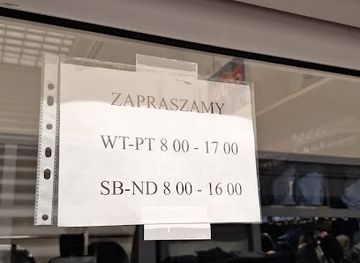 ZAPRASZAMY
WT-PT 8 00 - 17 00
SB-ND 8 00 - 16 00